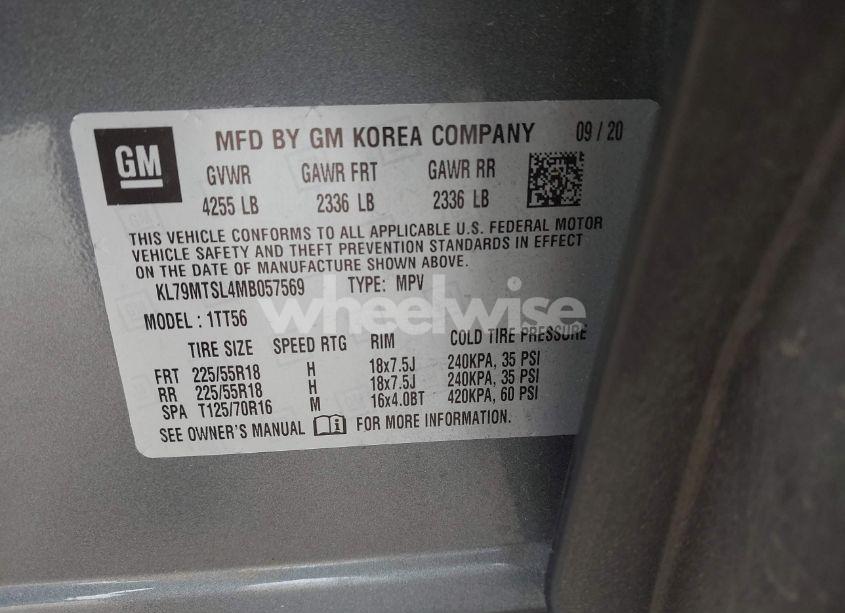 GM
MFD BY GM KOREA COMPANY 09 / 20
GVWR GAWR FRT GAWR RR
4255 LB 2336 LB 2336 LB
THIS VEHICLE CONFORMS TO ALL APPLICABLE U.S. FEDERAL MOTOR
VEHICLE SAFETY AND THEFT PREVENTION STANDARDS IN EFFECT
ON THE DATE OF MANUFACTURE SHOWN ABOVE.
KL79MTSL4MB057569 TYPE: MPV
wheelwise
MODEL : 1TT56
TIRE SIZE SPEED RTG RIM COLD TIRE PRESSURE
FRT 225/55R18 H 18x7.5J 240KPA, 35 PSI
RR 225/55R18 H 18x7.5J 240KPA, 35 PSI
SPA T125/70R16 M 16x4.0BT 420KPA, 60 PSI
SEE OWNER'S MANUAL i FOR MORE INFORMATION.